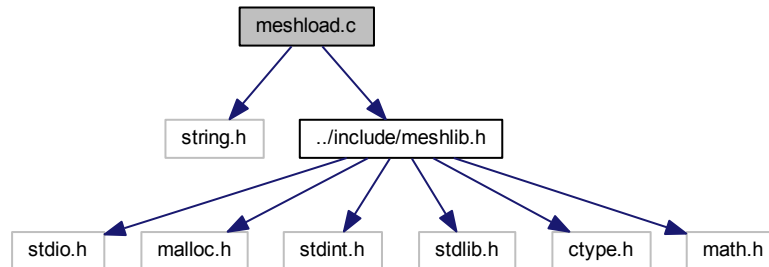 meshload.c
string.h
../include/meshlib.h
stdio.h
malloc.h
stdint.h
stdlib.h
ctype.h
math.h